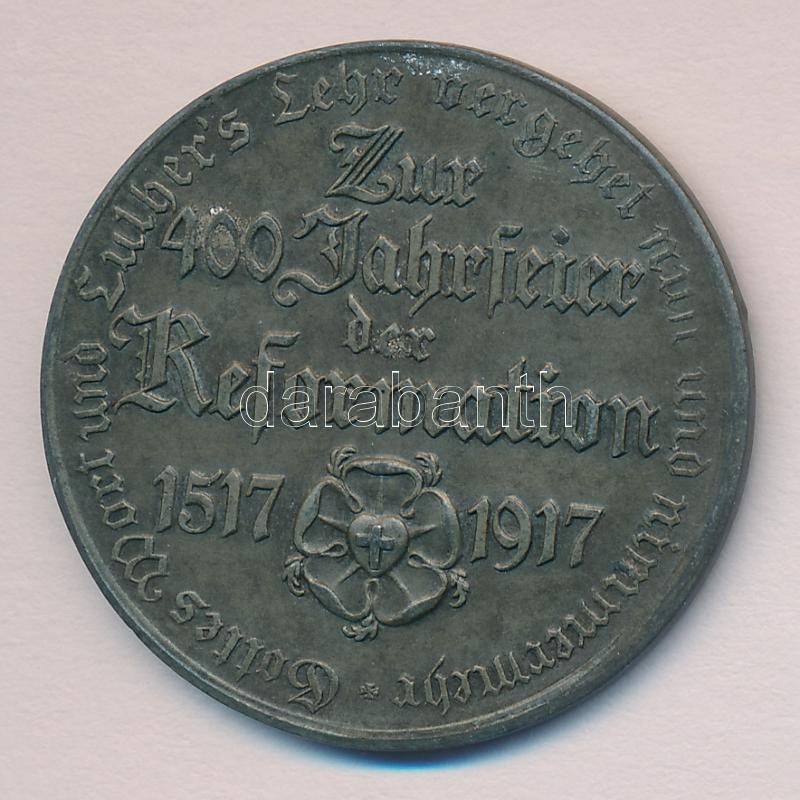 Gottes Wort und Luther's Lehr vergehet nun und nimmermehr
Zur
400 Jahrfeier
der
Reformation
1517 1917
darabanth